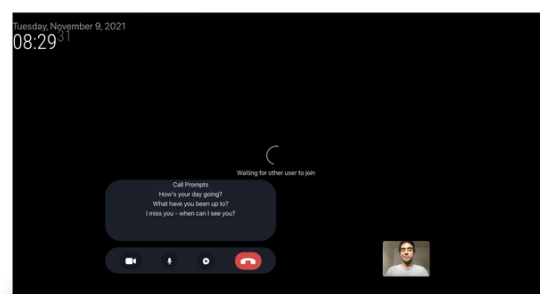 Tuesday, November 9, 2021
08:29 31
Waiting for other user to join
Call Prompts
How's your day going?
What have you been up to?
I miss you - when can I see you?